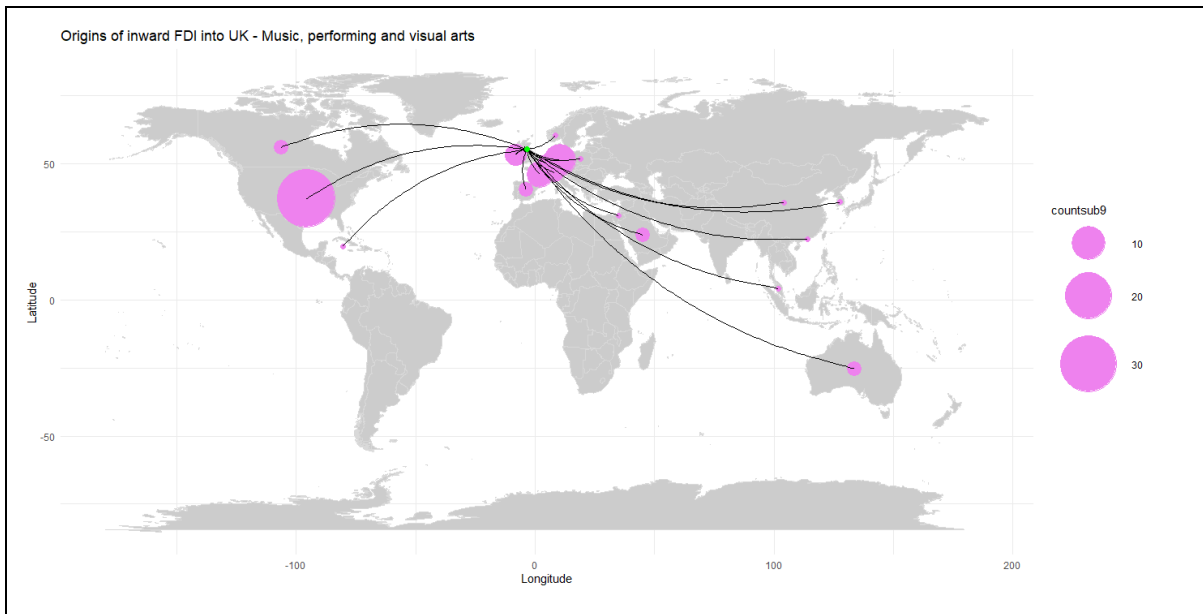 Origins of inward FDI into UK - Music, performing and visual arts
50
0
-50
Latitude
-100
0
100
200
Longitude
countsub9
10
20
30